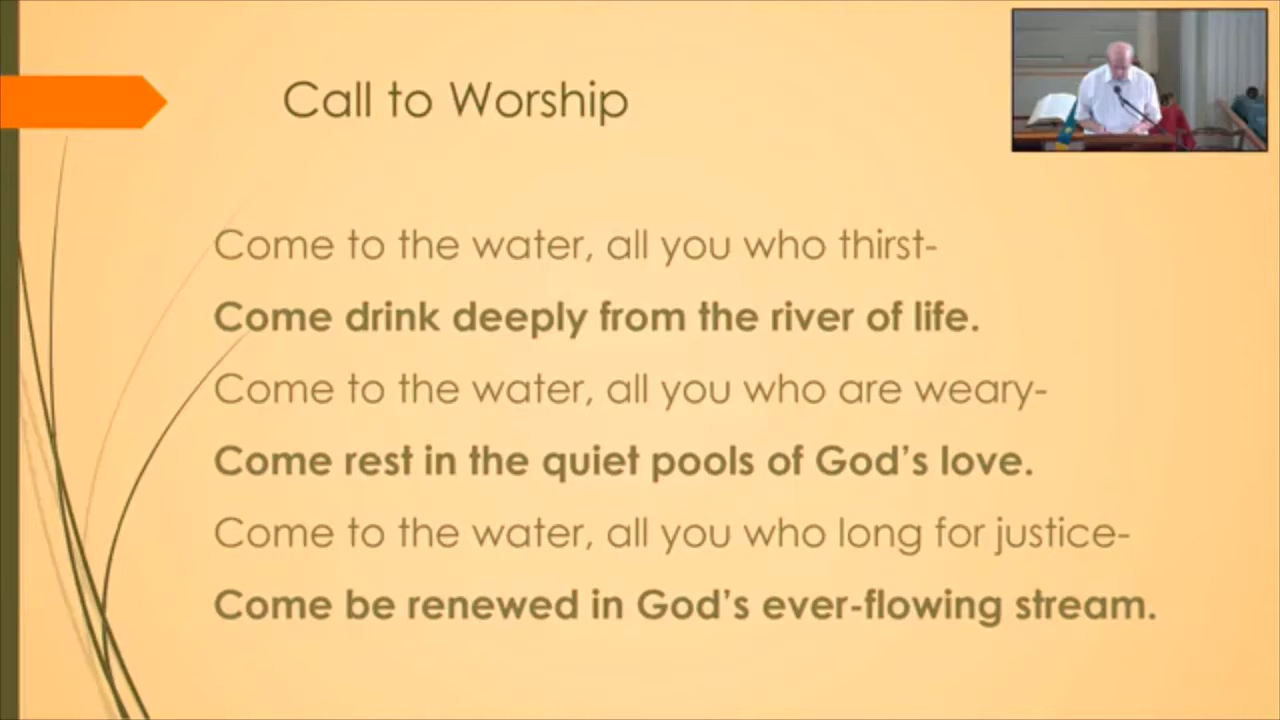 Call to Worship
Come to the water, all you who thirst-
Come drink deeply from the river of life.
Come to the water, all you who are weary-
Come rest in the quiet pools of God’s love.
Come to the water, all you who long for justice-
Come be renewed in God’s ever-flowing stream.